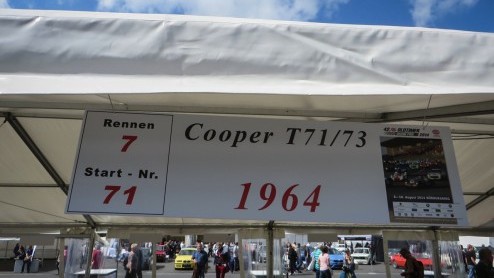 Rennen
7
Start - Nr.
71
Cooper T71/73
1964